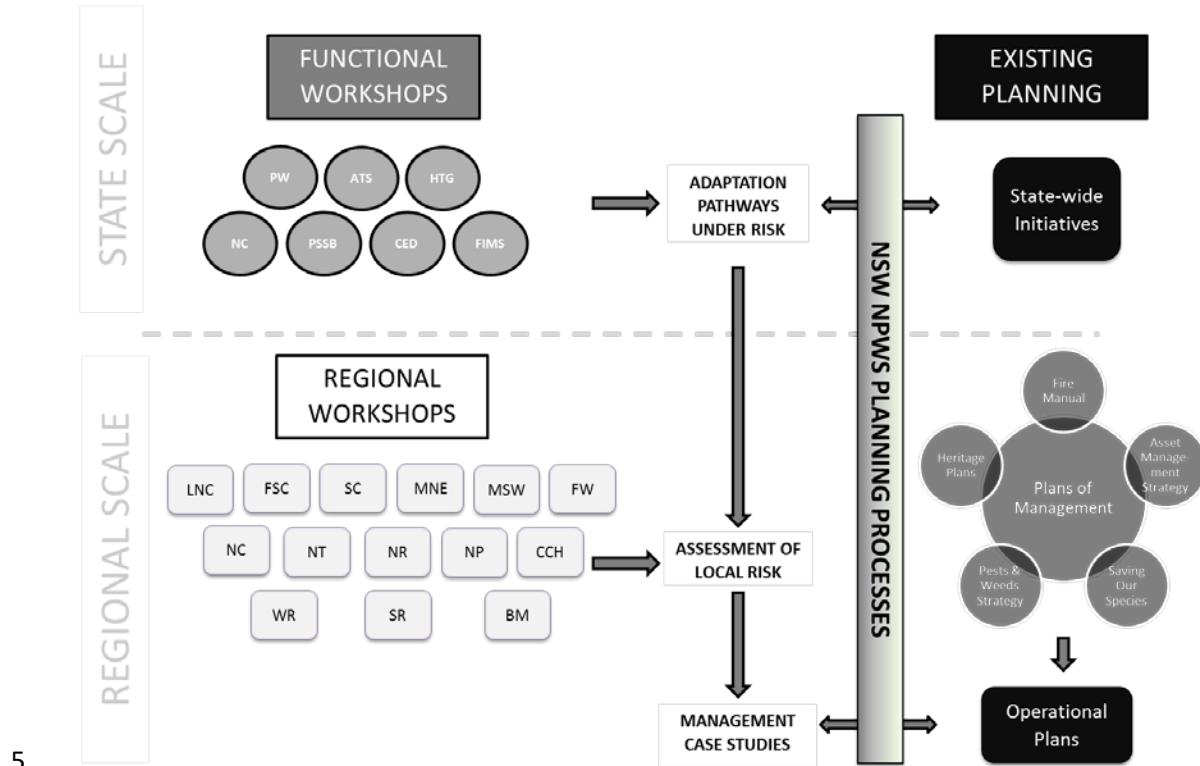 STATE SCALE
FUNCTIONAL
WORKSHOPS
PW
ATS
HTG
NC
PSSB
CED
FIMS
ADAPTATION
PATHWAYS
UNDER RISK
EXISTING
PLANNING
State-wide
Initiatives
NSW NPWS PLANNING PROCESSES
REGIONAL SCALE
REGIONAL
WORKSHOPS
LNC
FSC
SC
MNE
MSW
FW
NC
NT
NR
NP
CCH
WR
SR
BM
ASSESSMENT OF
LOCAL RISK
MANAGEMENT
CASE STUDIES
Fire
Manual
Heritage
Plans
Asset
Manage-
ment
Strategy
Plans of
Management
Pests &
Weeds
Strategy
Saving
Our
Species
Operational
Plans
5